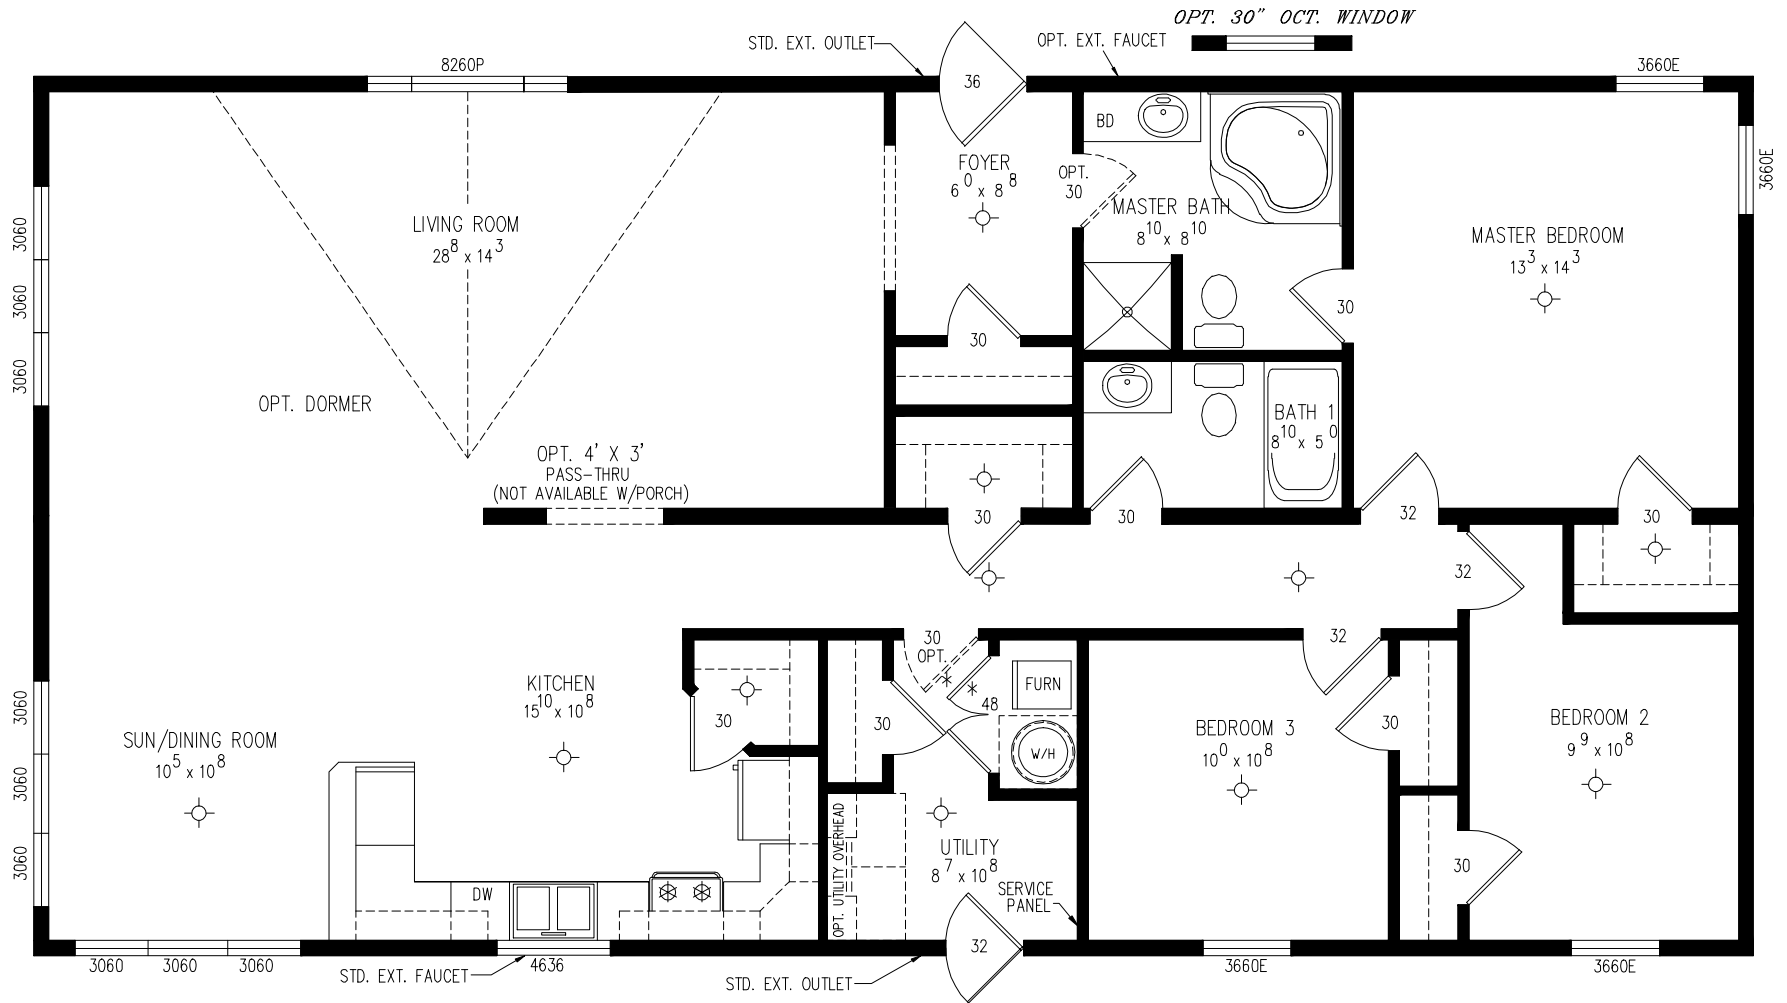 OPT. 30" OCT. WINDOW
STD. EXT. OUTLET
OPT. EXT. FAUCET
8260P
3660E
36
BD
3660E
FOYER
6 0 x 8 8
OPT.
30
MASTER BATH
8 10 x 8 10
LIVING ROOM
28 8 x 14 3
MASTER BEDROOM
13 3 x 14 3
3060
3060
3060
30
30
OPT. DORMER
BATH 1
8 10 x 5 0
OPT. 4' X 3'
PASS-THRU
(NOT AVAILABLE W/PORCH)
30
30
32
30
32
30
OPT.
32
KITCHEN
15 10 x 10 8
FURN
48
30
30
30
W/H
BEDROOM 3
10 0 x 10 8
BEDROOM 2
9 9 x 10 8
SUN/DINING ROOM
10 5 x 10 8
3060
3060
3060
OPT. UTILITY OVERHEAD
UTILITY
8 7 x 10 8
30
DW
SERVICE
PANEL
32
3060
3060
3060
4636
3660E
3660E
STD. EXT. FAUCET
STD. EXT. OUTLET